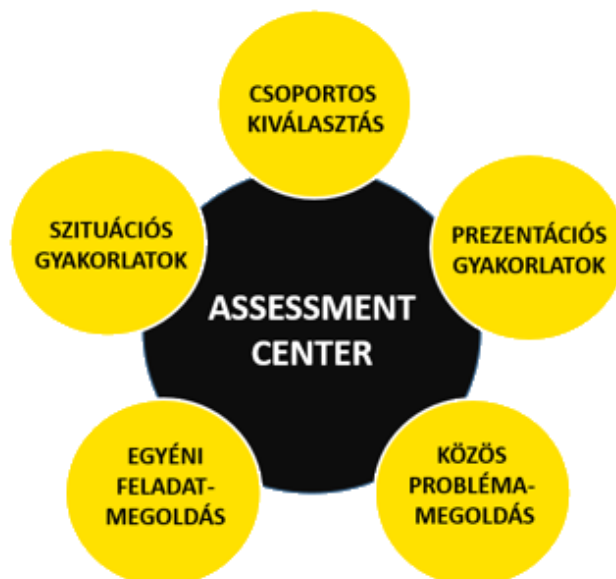 CSOPORTOS
KIVÁLASZTÁS
SZITUÁCIÓS
GYAKORLATOK
PREZENTÁCIÓS
GYAKORLATOK
ASSESSMENT
CENTER
EGYÉNI
FELADAT-
MEGOLDÁS
KÖZÖS
PROBLÉMA-
MEGOLDÁS